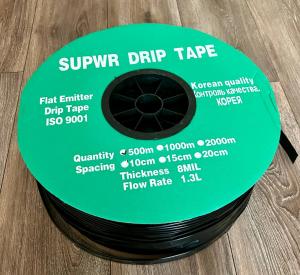 SUPWR DRIP TAPE
Flat Emitter
Drip Tape
ISO 9001
Korean quality
контроль качества,
КОРЕЯ
Quantity 500m 1000m 2000m
Spacing 10cm 15cm 20cm
Thickness 8MIL
Flow Rate 1.3L